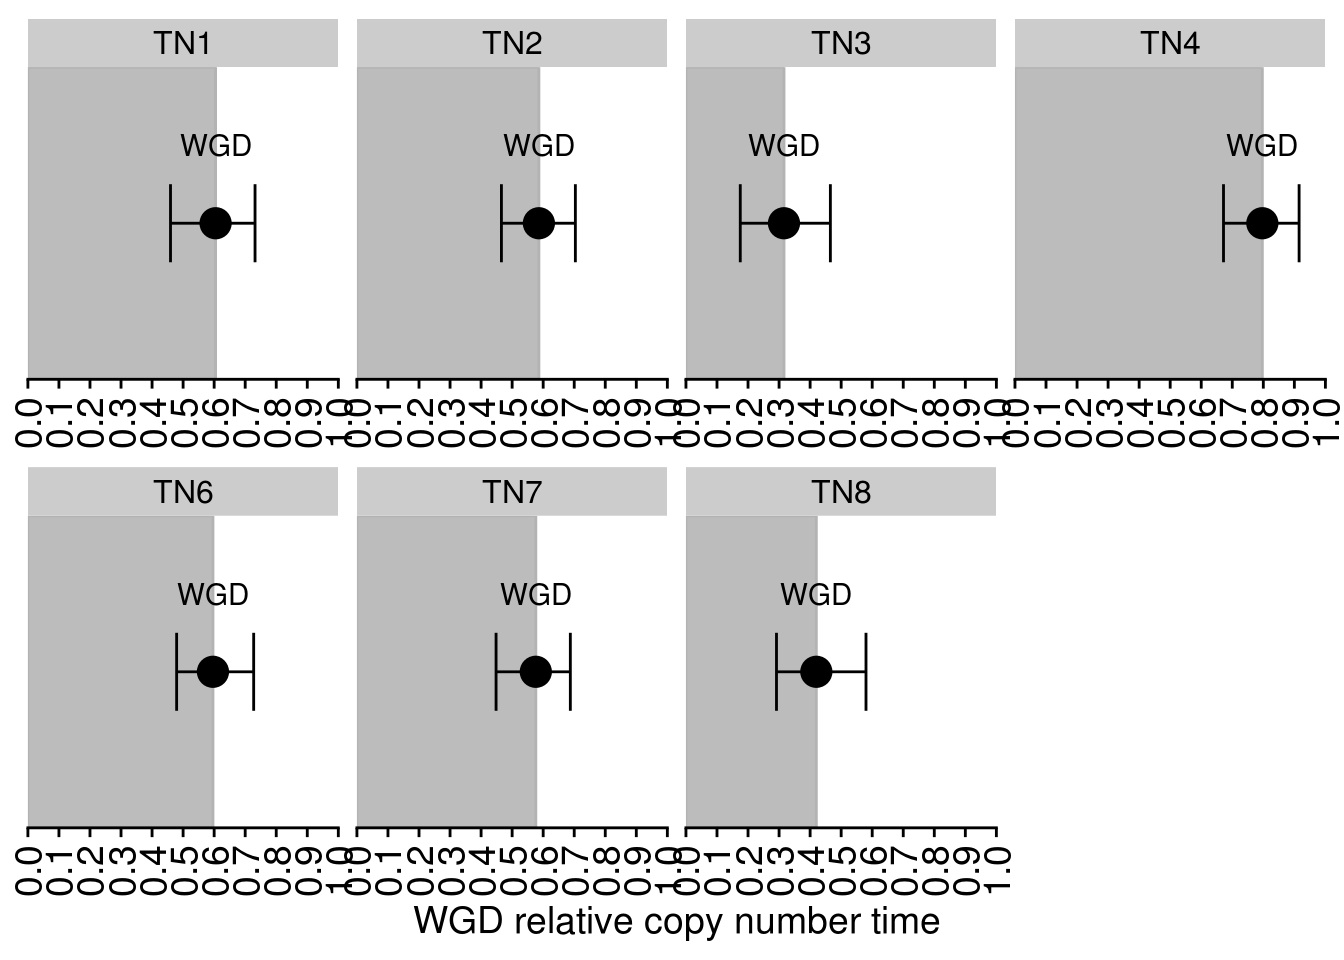 TN1 TN2 TN3 TN4
WGD WGD WGD WGD
0.0 0.1 0.2 0.3 0.4 0.5 0.6 0.7 0.8 0.9 1.0 0.0 0.1 0.2 0.3 0.4 0.5 0.6 0.7 0.8 0.9 1.0 0.0 0.1 0.2 0.3 0.4 0.5 0.6 0.7 0.8 0.9 1.0 0.0 0.1 0.2 0.3 0.4 0.5 0.6 0.7 0.8 0.9 1.0
TN6 TN7 TN8
WGD WGD WGD
0.0 0.1 0.2 0.3 0.4 0.5 0.6 0.7 0.8 0.9 1.0 0.0 0.1 0.2 0.3 0.4 0.5 0.6 0.7 0.8 0.9 1.0 0.0 0.1 0.2 0.3 0.4 0.5 0.6 0.7 0.8 0.9 1.0
WGD relative copy number time